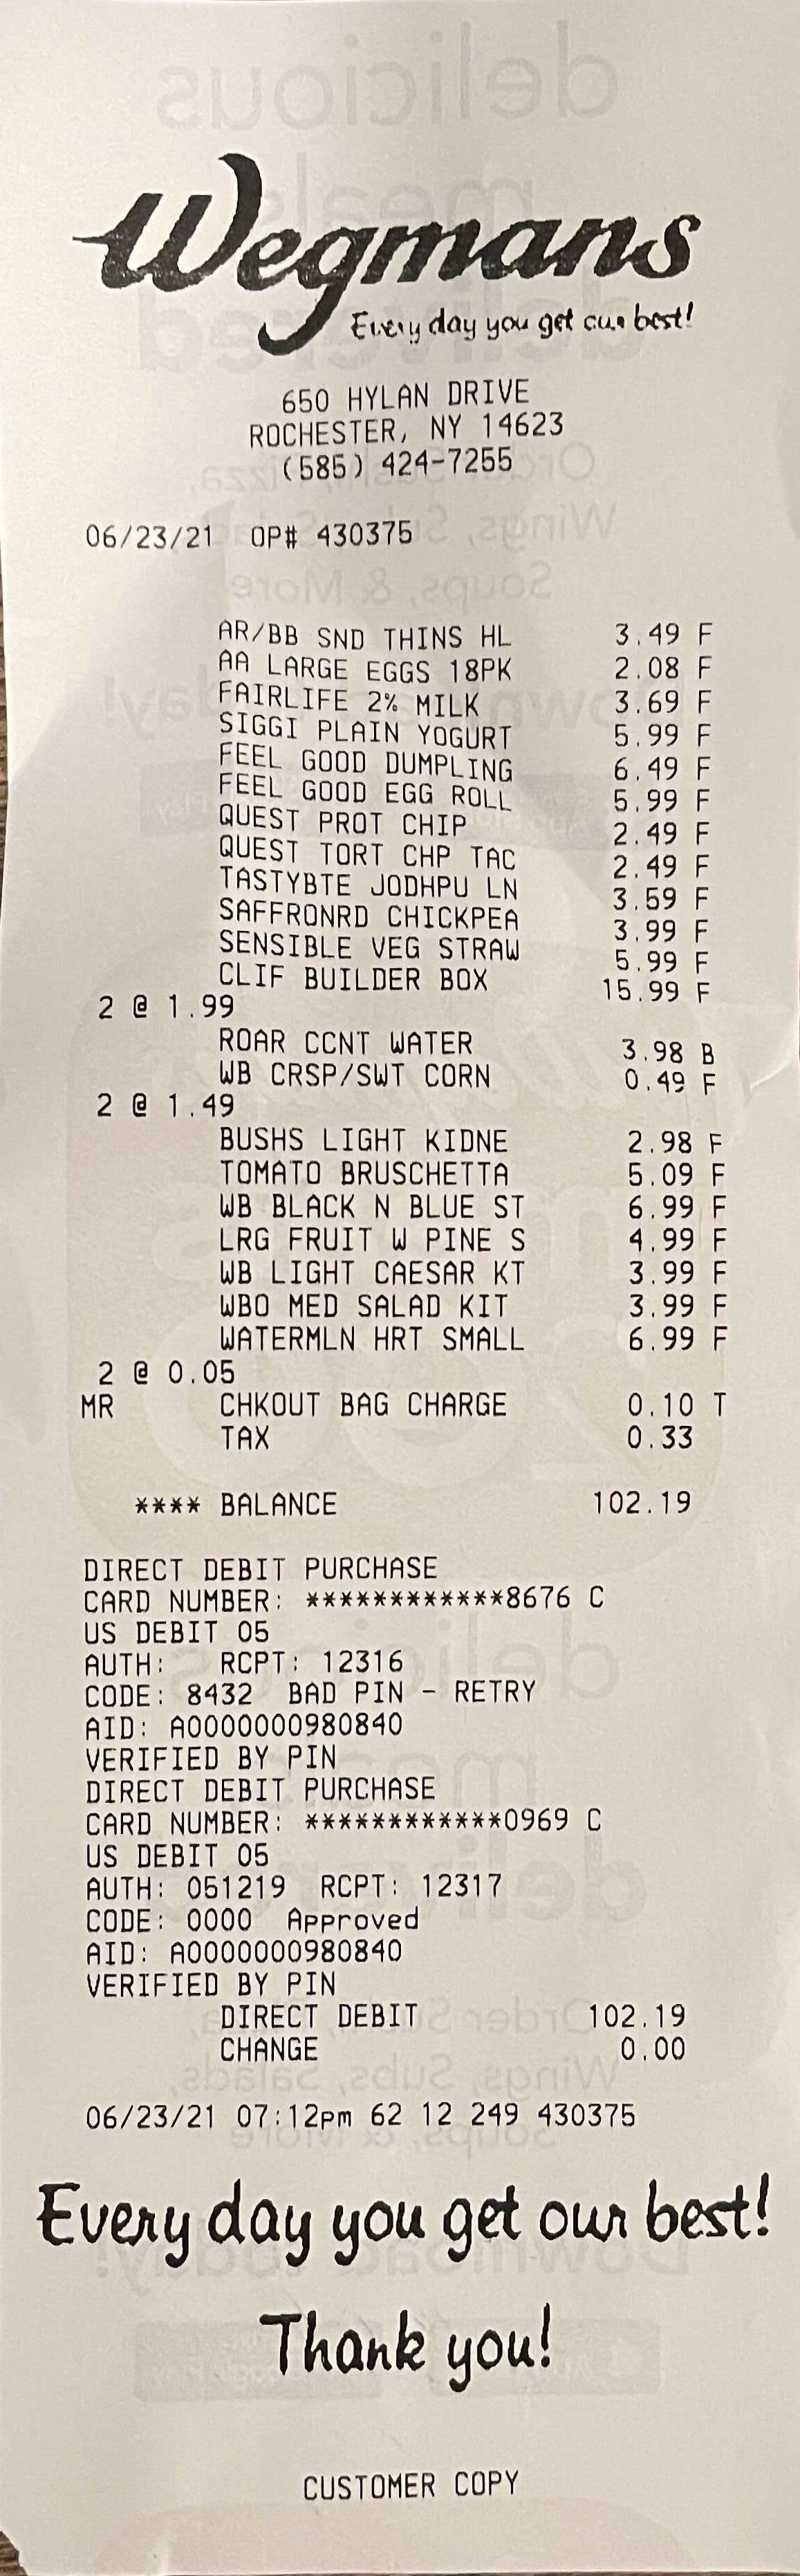 Wegmans
Every day you get our best!
650 HYLAN DRIVE
ROCHESTER, NY 14623
(585) 424-7255
06/23/21 OP# 430375
AR/BB SND THINS HL 3.49 F
AA LARGE EGGS 18PK 2.08 F
FAIRLIFE 2% MILK 3.69 F
SIGGI PLAIN YOGURT 5.99 F
FEEL GOOD DUMPLING 6.49 F
FEEL GOOD EGG ROLL 5.99 F
QUEST PROT CHIP 2.49 F
QUEST TORT CHP TAC 2.49 F
TASTYBTE JODHPU LN 3.59 F
SAFFRONRD CHICKPEA 3.99 F
SENSIBLE VEG STRAW 5.99 F
CLIF BUILDER BOX 15.99 F
2 @ 1.99
ROAR CCNT WATER 3.98 B
WB CRSP/SWT CORN 0.49 F
2 @ 1.49
BUSHS LIGHT KIDNE 2.98 F
TOMATO BRUSCHETTA 5.09 F
WB BLACK N BLUE ST 6.99 F
LRG FRUIT W PINE S 4.99 F
WB LIGHT CAESAR KT 3.99 F
WBO MED SALAD KIT 3.99 F
WATERMLN HRT SMALL 6.99 F
2 @ 0.05
MR CHKOUT BAG CHARGE 0.10 T
TAX 0.33
**** BALANCE 102.19
DIRECT DEBIT PURCHASE
CARD NUMBER: ************8676 C
US DEBIT 05
AUTH: RCPT: 12316
CODE: 8432 BAD PIN - RETRY
AID: A0000000980840
VERIFIED BY PIN
DIRECT DEBIT PURCHASE
CARD NUMBER: ************0969 C
US DEBIT 05
AUTH: 051219 RCPT: 12317
CODE: 0000 Approved
AID: A0000000980840
VERIFIED BY PIN
DIRECT DEBIT 102.19
CHANGE 0.00
06/23/21 07:12pm 62 12 249 430375
Every day you get our best!
Thank you!
CUSTOMER COPY